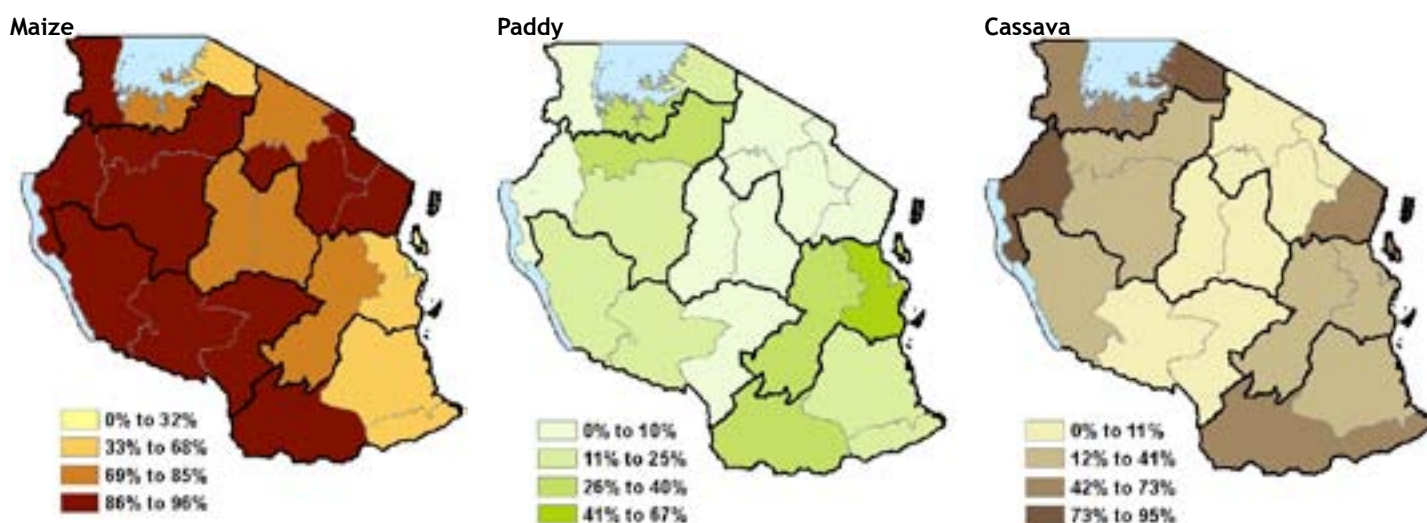 Maize
0% to 32%
33% to 68%
69% to 85%
86% to 96%
Paddy
0% to 10%
11% to 25%
26% to 40%
41% to 67%
Cassava
0% to 11%
12% to 41%
42% to 73%
73% to 95%